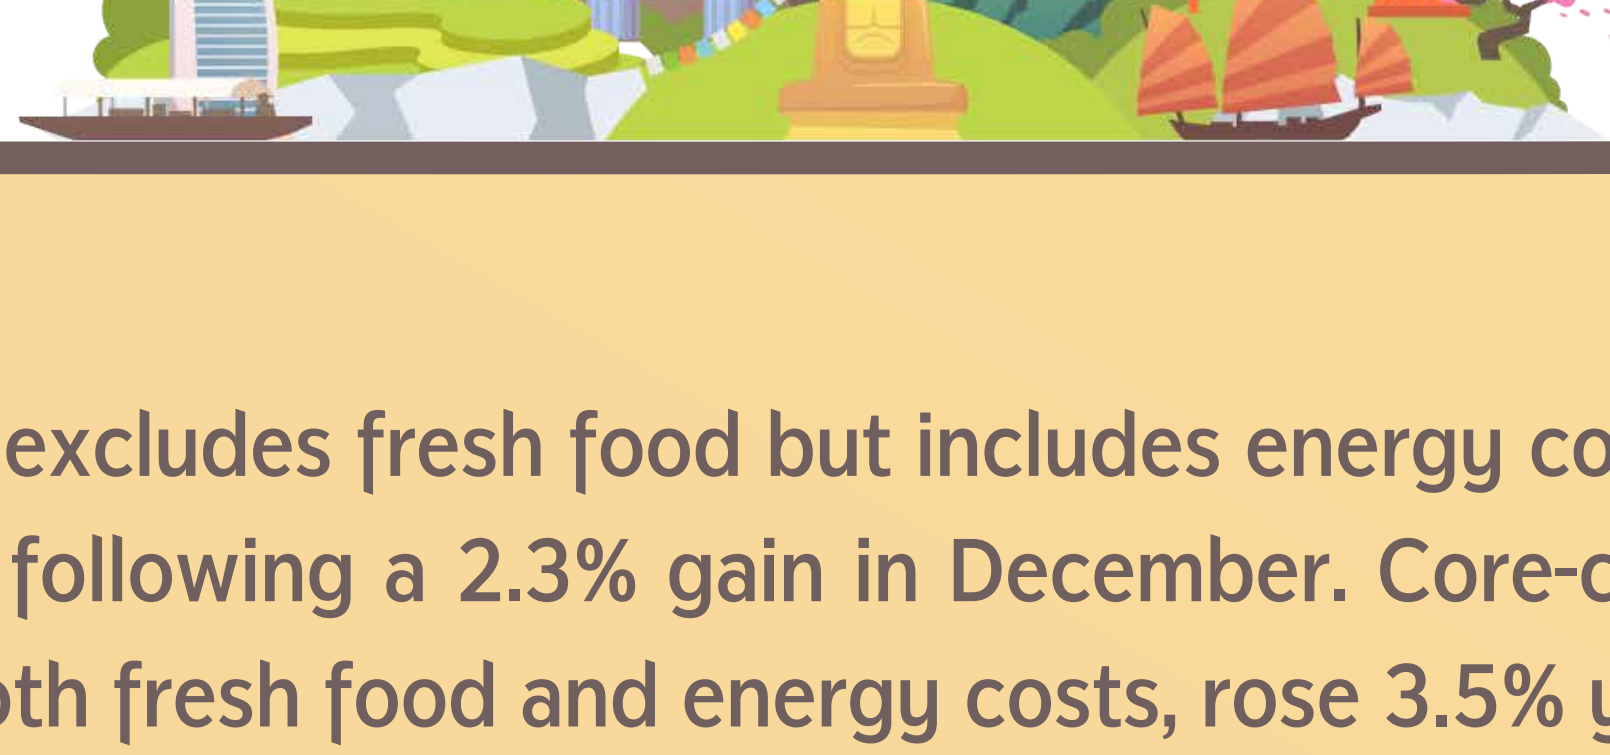 excludes fresh food but includes energy co
following a 2.3% gain in December. Core-c
oth fresh food and energy costs, rose 3.5% y